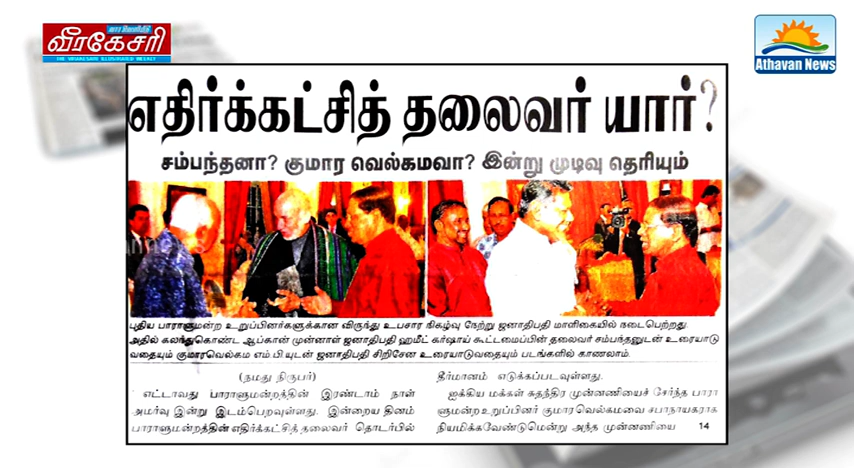 வார வெளியீடு
வீரகேசரி
THE VIRAKESARI ILLUSTRATED WEEKLY
Athavan News
எதிர்க்கட்சித் தலைவர் யார்?
சம்பந்தனா? குமார வெல்கமவா? இன்று முடிவு தெரியும்
புதிய பாராளுமன்ற உறுப்பினர்களுக்கான விருந்து உபசார நிகழ்வு நேற்று ஜனாதிபதி மாளிகையில் நடைபெற்றது.
அதில் கலந்துகொண்ட ஆப்கான் முன்னாள் ஜனாதிபதி ஹமீட் கர்ஷாய் கூட்டமைப்பின் தலைவர் சம்பந்தனுடன் உரையாடு
வதையும் குமாரவெல்கம எம்.பி.யுடன் ஜனாதிபதி சிறிசேன உரையாடுவதையும் படங்களில் காணலாம்.
(நமது நிருபர்)
எட்டாவது பாராளுமன்றத்தின் இரண்டாம் நாள்
அமர்வு இன்று இடம்பெறவுள்ளது. இன்றைய தினம்
பாராளுமன்றத்தின் எதிர்க்கட்சித் தலைவர் தொடர்பில்
தீர்மானம் எடுக்கப்படவுள்ளது.
ஐக்கிய மக்கள் சுதந்திர முன்னணியைச் சேர்ந்த பாரா
ளுமன்ற உறுப்பினர் குமார வெல்கமவை சபாநாயகராக
நியமிக்கவேண்டுமென்று அந்த முன்னணியை 14